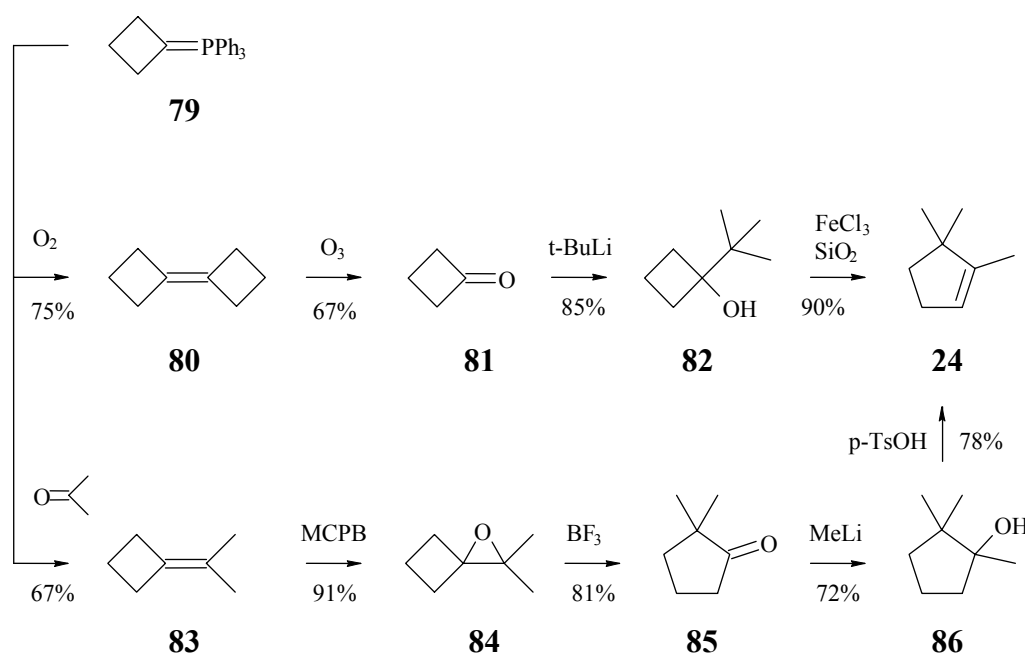 PPh3
79
O2
75%
80
O3
67%
O
81
t-BuLi
85%
OH
82
FeCl3
SiO2
90%
24
p-TsOH
78%
O
67%
83
MCPB
91%
O
84
BF3
81%
O
85
MeLi
72%
OH
86